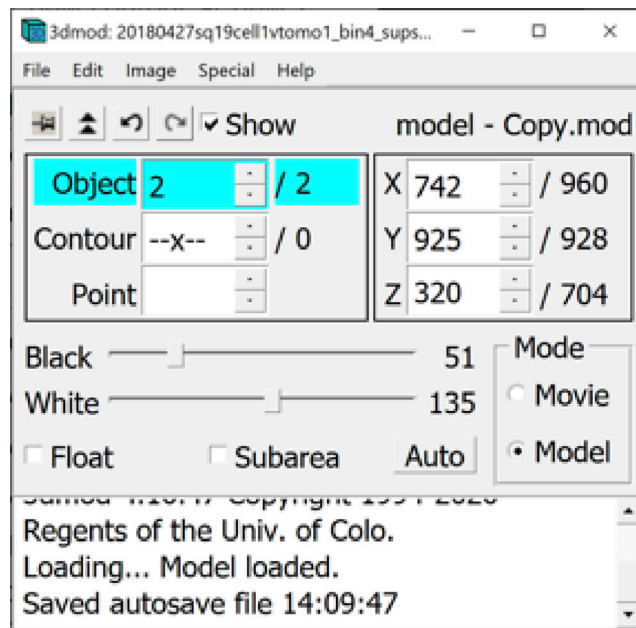 3dmod: 20180427sq19cell1vtomo1_bin4_sups...
File Edit Image Special Help
Show model - Copy.mod
Object 2 / 2 X 742 / 960
Contour --x-- / 0 Y 925 / 928
Point Z 320 / 704
Black 51 Mode
White 135 Movie
Float Subarea Auto Model
Copyright
Regents of the Univ. of Colo.
Loading... Model loaded.
Saved autosave file 14:09:47